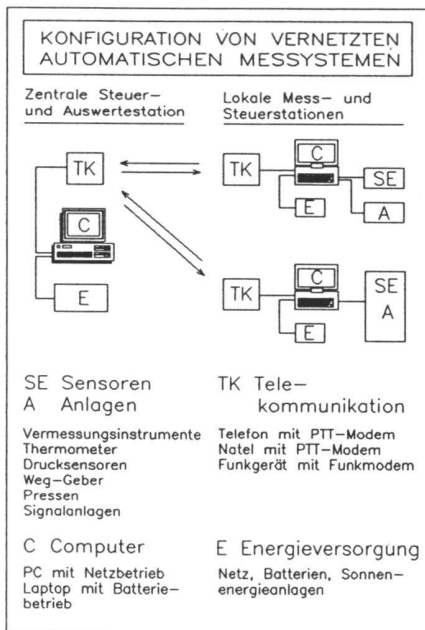 KONFIGURATION VON VERNETZTEN
AUTOMATISCHEN MESSYSTEMEN
Zentrale Steuer-
und Auswertestation
Lokale Mess- und
Steuerstationen
TK
C
E
TK
C
SE
E
A
TK
C
SE
A
E
SE Sensoren
A Anlagen
Vermessungsinstrumente
Thermometer
Drucksensoren
Weg-Geber
Pressen
Signalanlagen
TK Tele-
kommunikation
Telefon mit PTT-Modem
Natel mit PTT-Modem
Funkgerät mit Funkmodem
C Computer
PC mit Netzbetrieb
Laptop mit Batterie-
betrieb
E Energieversorgung
Netz, Batterien, Sonnen-
energieanlagen